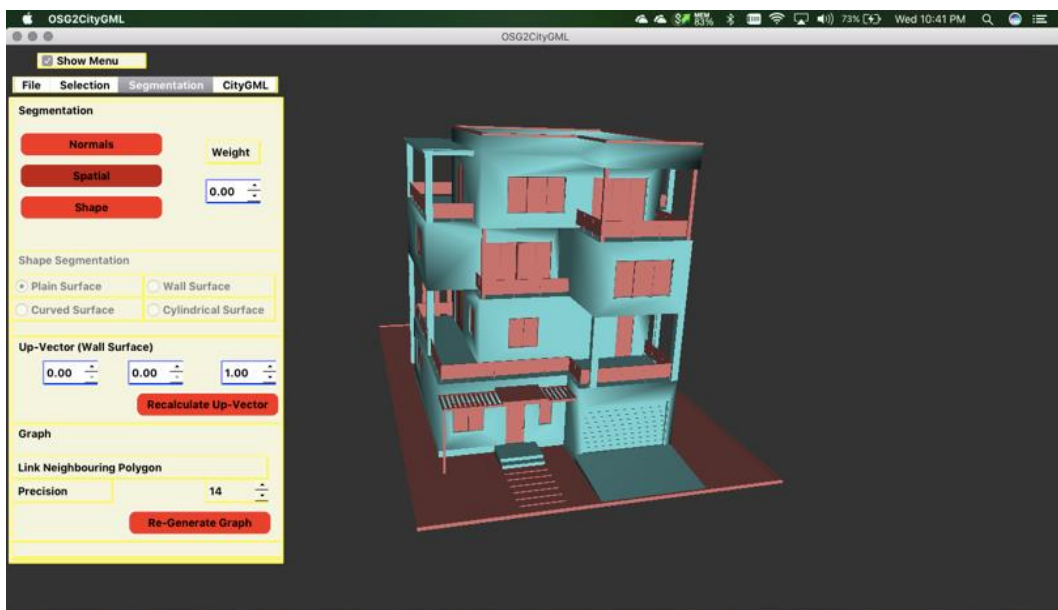 OSG2CityGML
MEM
83%
73%
Wed 10:41 PM
OSG2CityGML
Show Menu
File Selection Segmentation CityGML
Segmentation
Normals
Weight
Spatial
0.00
Shape
Shape Segmentation
Plain Surface Wall Surface
Curved Surface Cylindrical Surface
Up-Vector (Wall Surface)
0.00 0.00 1.00
Recalculate Up-Vector
Graph
Link Neighbouring Polygon
Precision 14
Re-Generate Graph